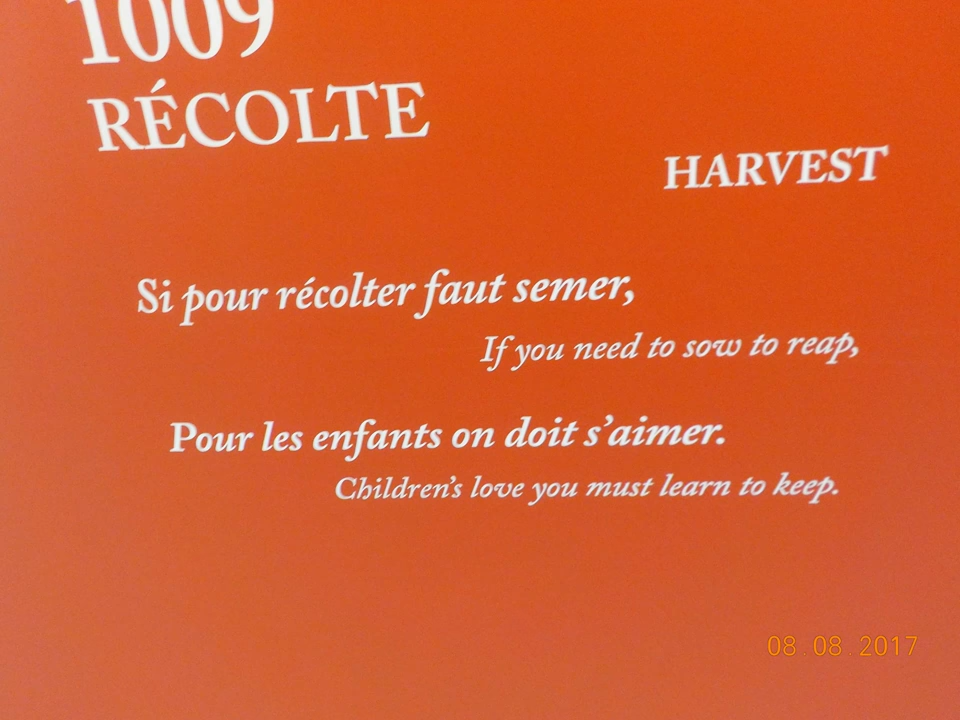 1009
RÉCOLTE
HARVEST
Si pour récolter faut semer,
If you need to sow to reap,
Pour les enfants on doit s'aimer.
Children's love you must learn to keep.
08.08.2017